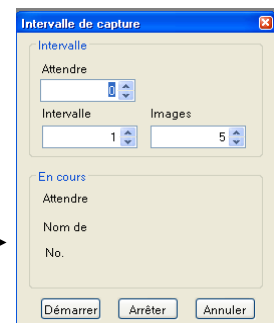 Intervalle de capture
Intervalle
Attendre
0
Intervalle Images
1 5
En cours
Attendre
Nom de
No.
Démarrer Arrêter Annuler